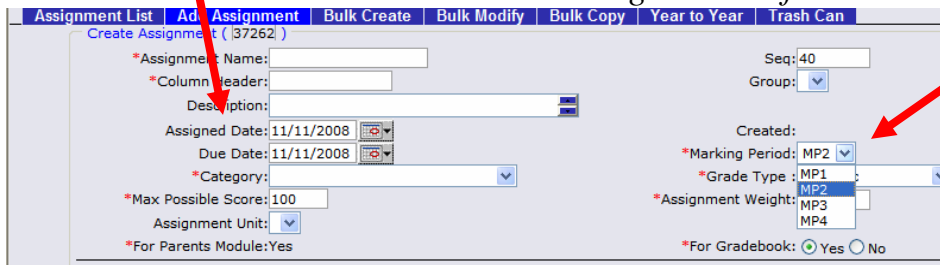 Assignment List Add Assignment Bulk Create Bulk Modify Bulk Copy Year to Year Trash Can
Create Assignment ( 37262 )
*Assignment Name: Seq: 40
*Column Header: Group:
Description:
Assigned Date: 11/11/2008 Created:
Due Date: 11/11/2008 *Marking Period: MP2
*Category: *Grade Type : MP1
MP2
*Max Possible Score: 100 *Assignment Weight: MP3
Assignment Unit: MP4
*For Parents Module: Yes *For Gradebook: Yes No